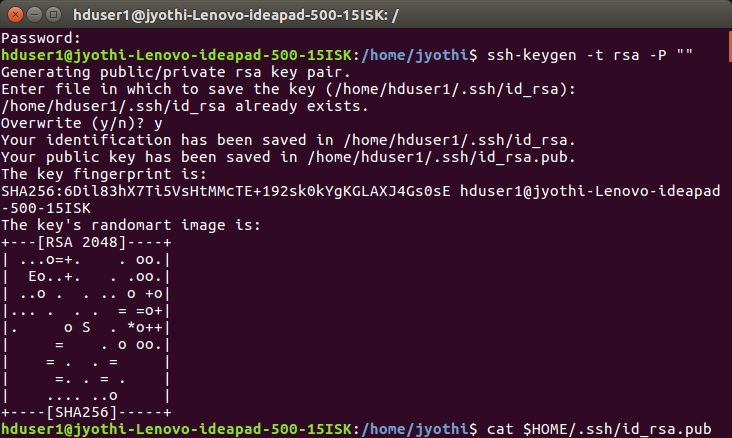 hduser1@jyothi-Lenovo-ideapad-500-15ISK: /
Password:
hduser1@jyothi-Lenovo-ideapad-500-15ISK:/home/jyothi$ ssh-keygen -t rsa -P ""
Generating public/private rsa key pair.
Enter file in which to save the key (/home/hduser1/.ssh/id_rsa):
/home/hduser1/.ssh/id_rsa already exists.
Overwrite (y/n)? y
Your identification has been saved in /home/hduser1/.ssh/id_rsa.
Your public key has been saved in /home/hduser1/.ssh/id_rsa.pub.
The key fingerprint is:
SHA256:6Dil83hX7Ti5VsHtMMcTE+192sk0kYgKGLAXJ4Gs0sE hduser1@jyothi-Lenovo-ideapad
-500-15ISK
The key's randomart image is:
+---[RSA 2048]----+
| ...o=+.    . oo.|
|  Eo..+.   . .oo.|
| ..o .  . .. o +o|
|... .  . .  = =o+|
|.     o S  . *o++|
|     =    . o oo.|
|    = .  . =     |
|     =. . = .    |
|    .... ..o     |
+----[SHA256]-----+
hduser1@jyothi-Lenovo-ideapad-500-15ISK:/home/jyothi$ cat $HOME/.ssh/id_rsa.pub